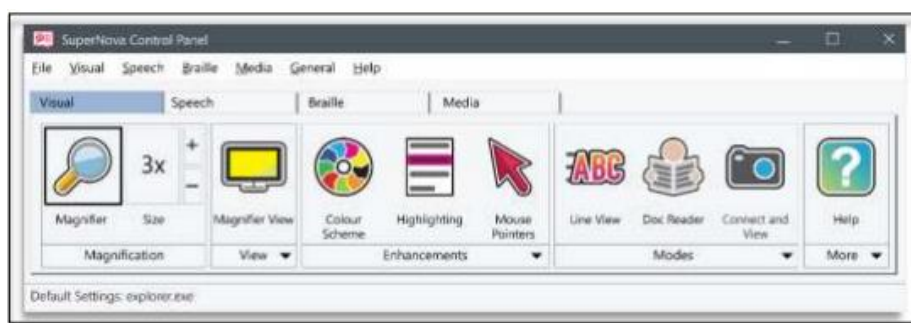 SuperNova Control Panel
File Visual Speech Braille Media General Help
Visual Speech Braille Media
3x + −
Magnifier Size Magnifier View Colour Scheme Highlighting Mouse Pointers ABC Line View Doc Reader Connect and View ? Help
Magnification View Enhancements Modes More
Default Settings: explorer.exe